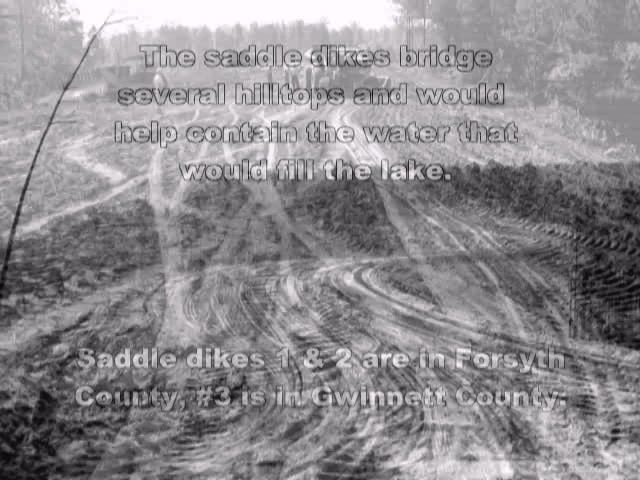 The saddle dikes bridge
several hilltops and would
help contain the water that
would fill the lake.
Saddle dikes 1 & 2 are in Forsyth
County, #3 is in Gwinnett County.